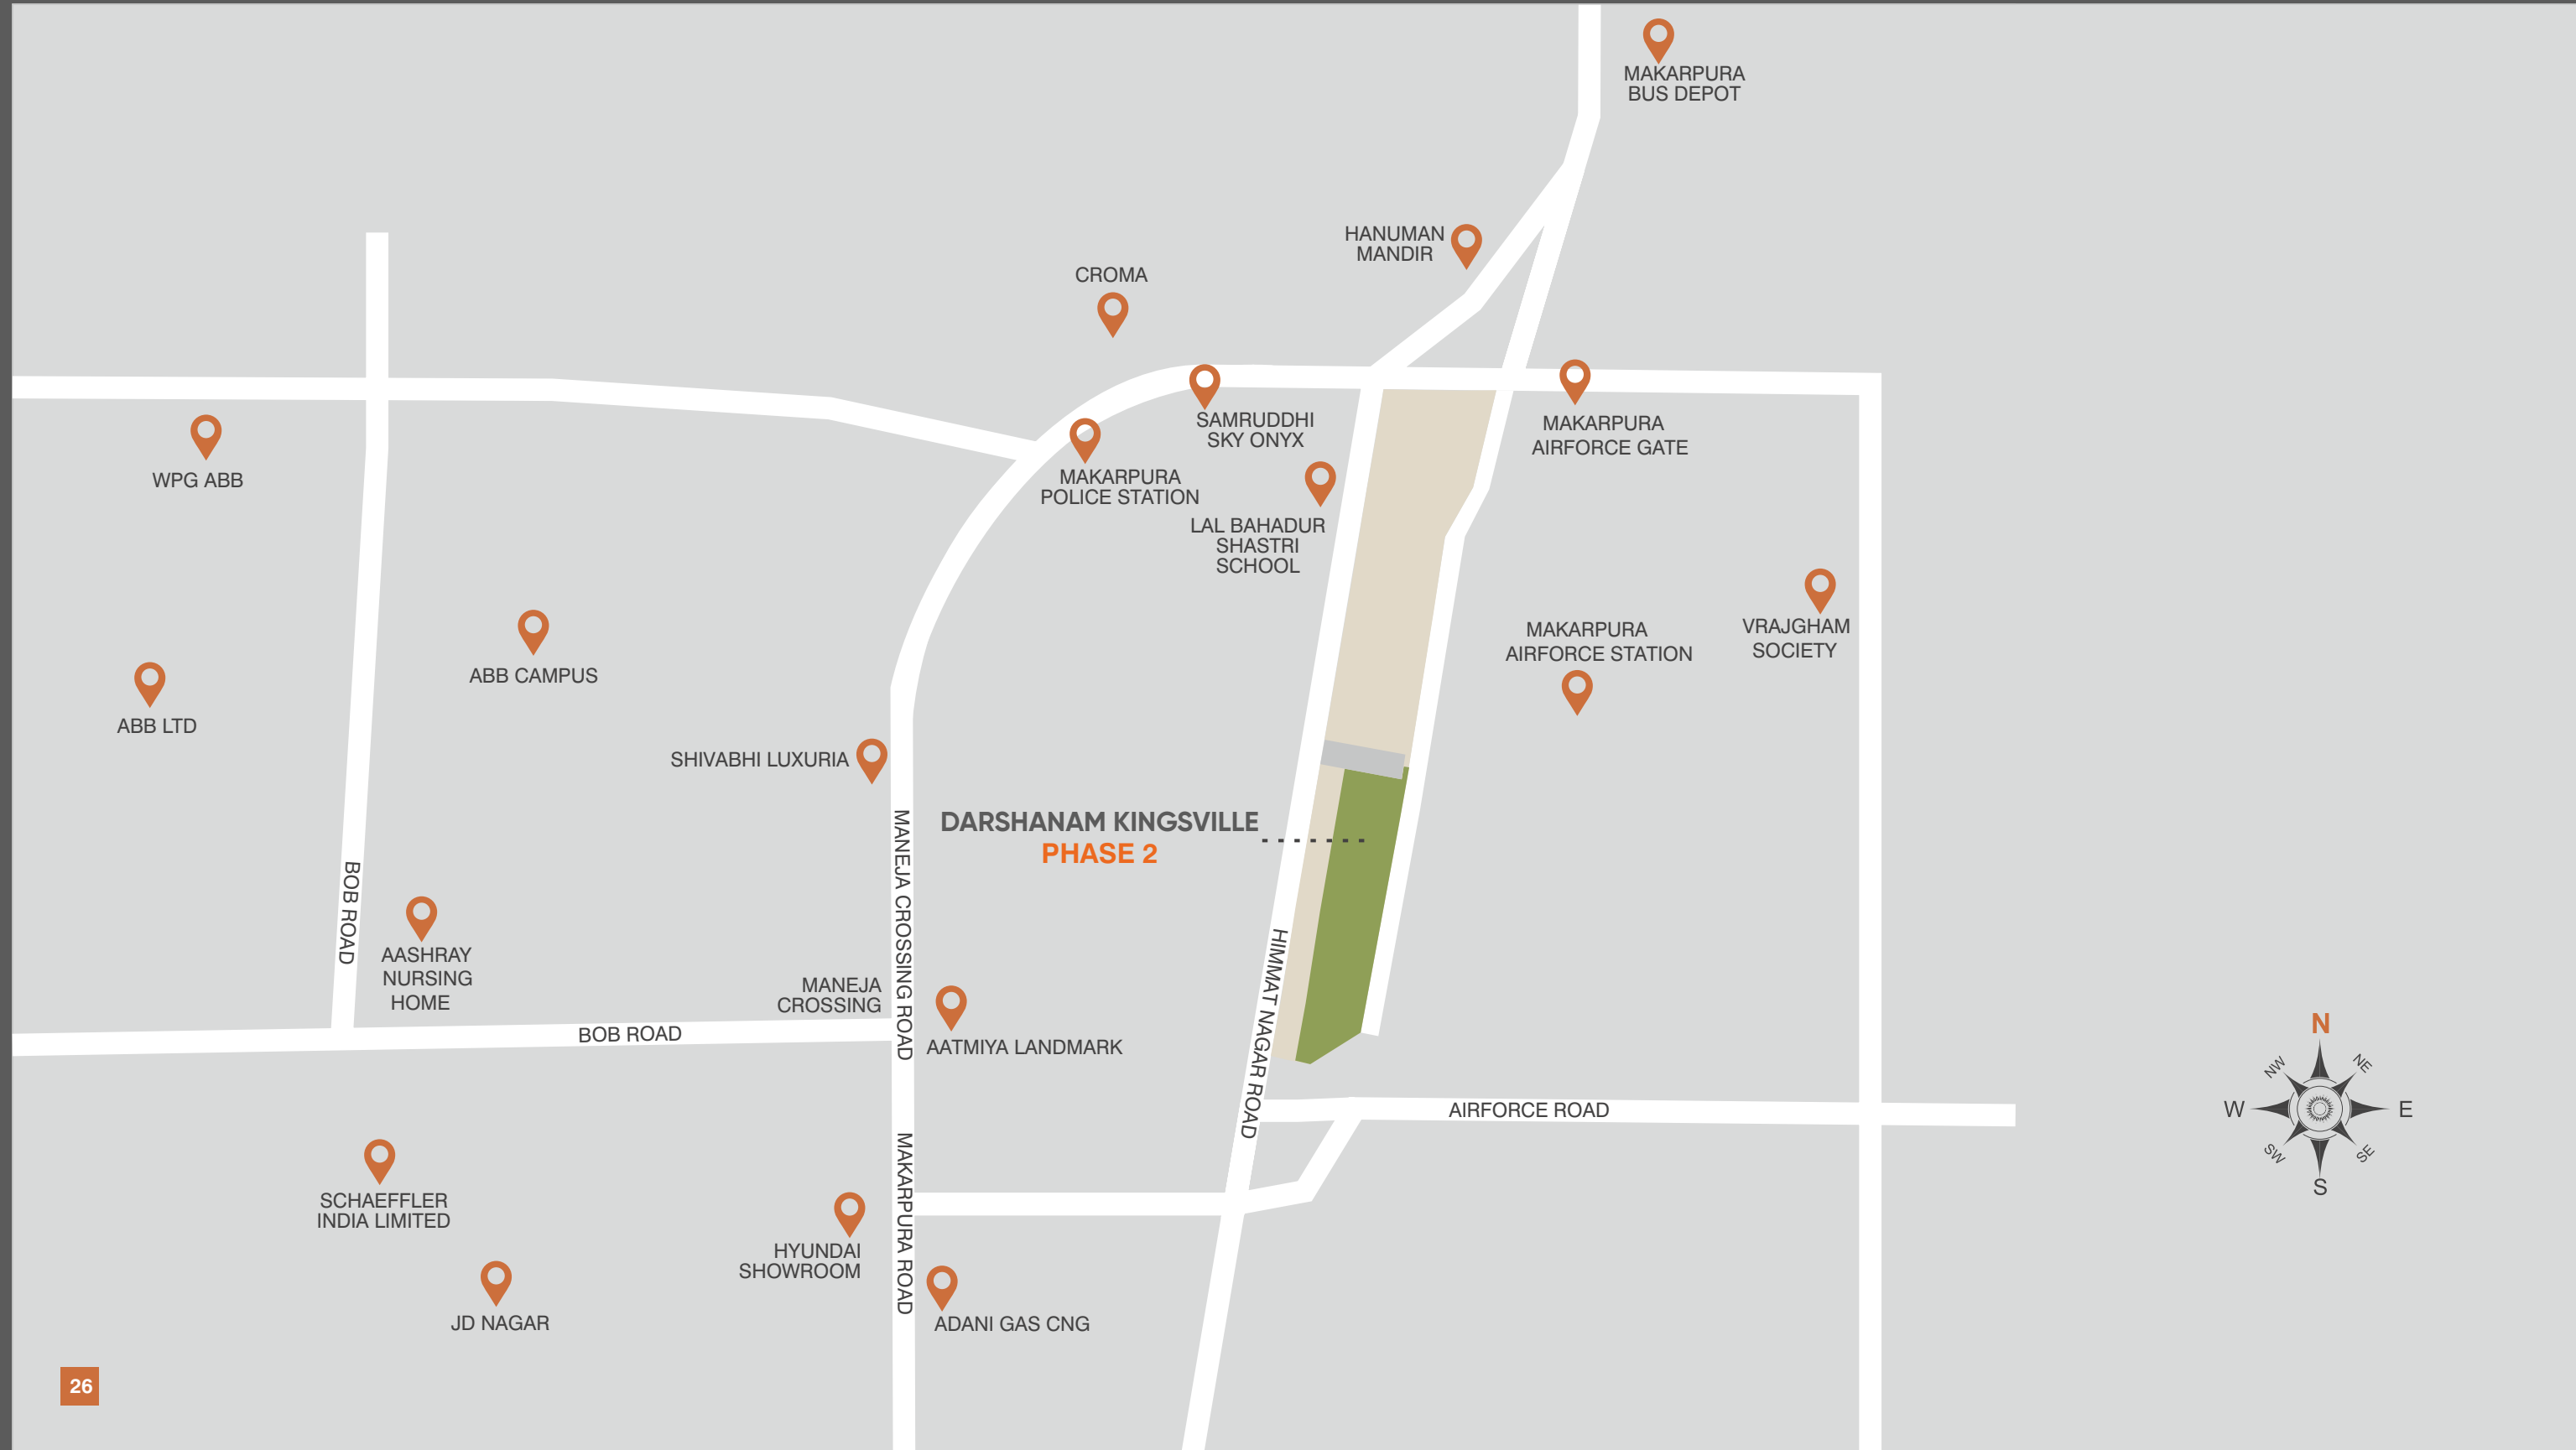 MAKARPURA
BUS DEPOT
HANUMAN
MANDIR
CROMA
SAMRUDDHI
SKY ONYX
MAKARPURA
AIRFORCE GATE
WPG ABB
MAKARPURA
POLICE STATION
LAL BAHADUR
SHASTRI
SCHOOL
MAKARPURA
AIRFORCE STATION
VRAJGHAM
SOCIETY
ABB CAMPUS
ABB LTD
SHIVABHI LUXURIA
DARSHANAM KINGSVILLE
PHASE 2
MANEJA CROSSING ROAD
BOB ROAD
AASHRAY
NURSING
HOME
MANEJA
CROSSING
HIMMAT NAGAR ROAD
BOB ROAD
AATMIYA LANDMARK
AIRFORCE ROAD
MAKARPURA ROAD
SCHAEFFLER
INDIA LIMITED
HYUNDAI
SHOWROOM
JD NAGAR
ADANI GAS CNG
N
NW
NE
W
E
SW
SE
S
26